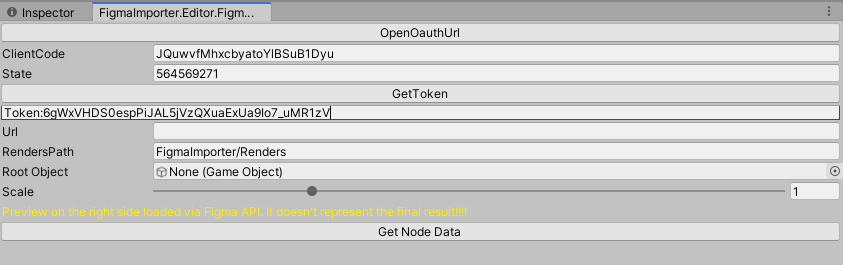 Inspector FigmaImporter.Editor.Figm...
OpenOauthUrl
ClientCode JQuwvfMhxcbyatoYIBSuB1Dyu
State 564569271
GetToken
Token:6gWxVHDS0espPiJAL5jVzQXuaExUa9Io7_uMR1zV
Url
RendersPath FigmaImporter/Renders
Root Object None (Game Object)
Scale 1
Preview on the right side loaded via Figma API. It doesn't represent the final result!!!!
Get Node Data